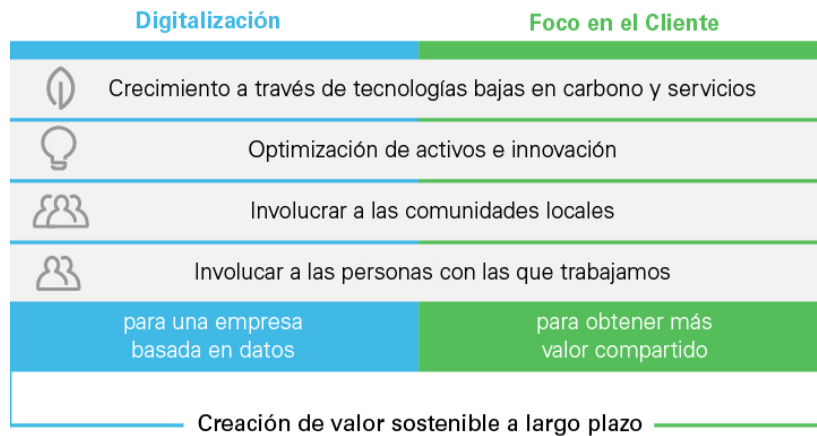 Digitalización
Foco en el Cliente
Crecimiento a través de tecnologías bajas en carbono y servicios
Optimización de activos e innovación
Involucrar a las comunidades locales
Involucar a las personas con las que trabajamos
para una empresa
basada en datos
para obtener más
valor compartido
Creación de valor sostenible a largo plazo